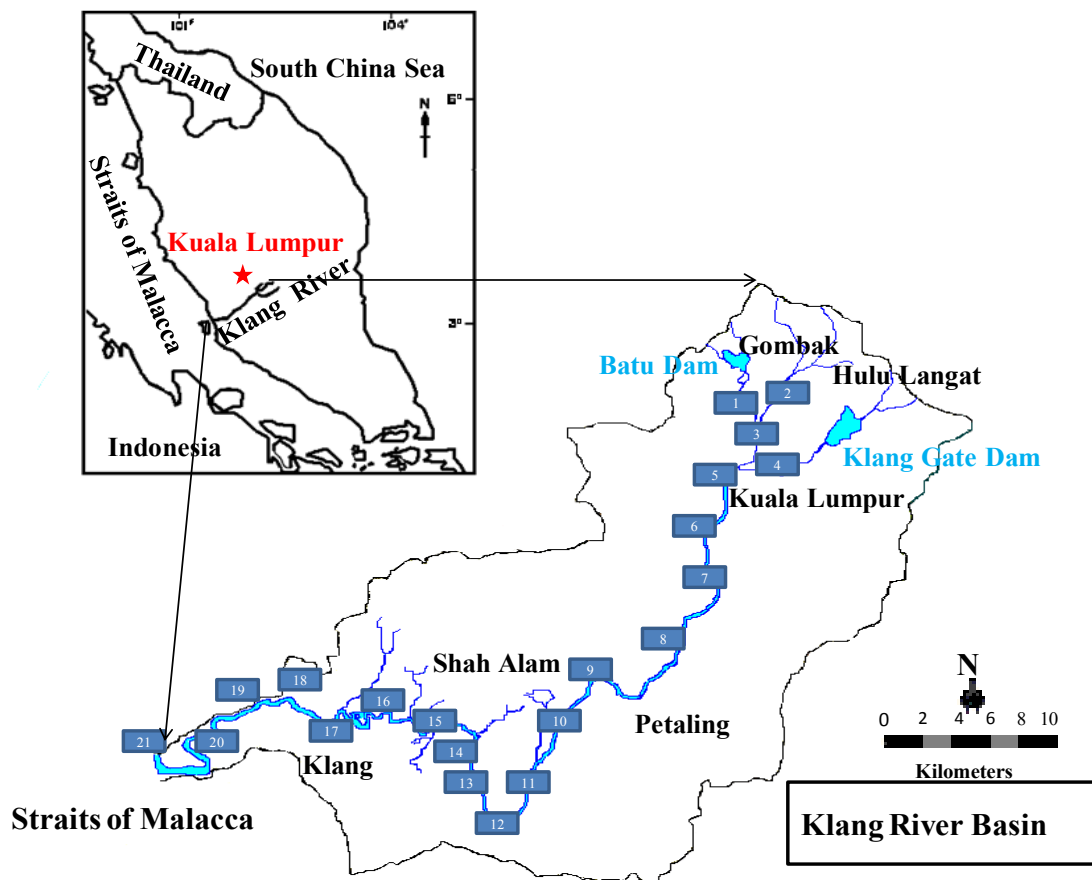 101°
104°
South China Sea
Thailand
N
6°
Straits of Malacca
Kuala Lumpur
Klang River
3°
Indonesia
Gombak
Batu Dam
Hulu Langat
1
2
3
Klang Gate Dam
4
5
Kuala Lumpur
6
7
8
Shah Alam
9
18
19
16
15
10
Petaling
17
14
21
20
Klang
13
11
12
N
0 2 4 6 8 10
Kilometers
Straits of Malacca
Klang River Basin